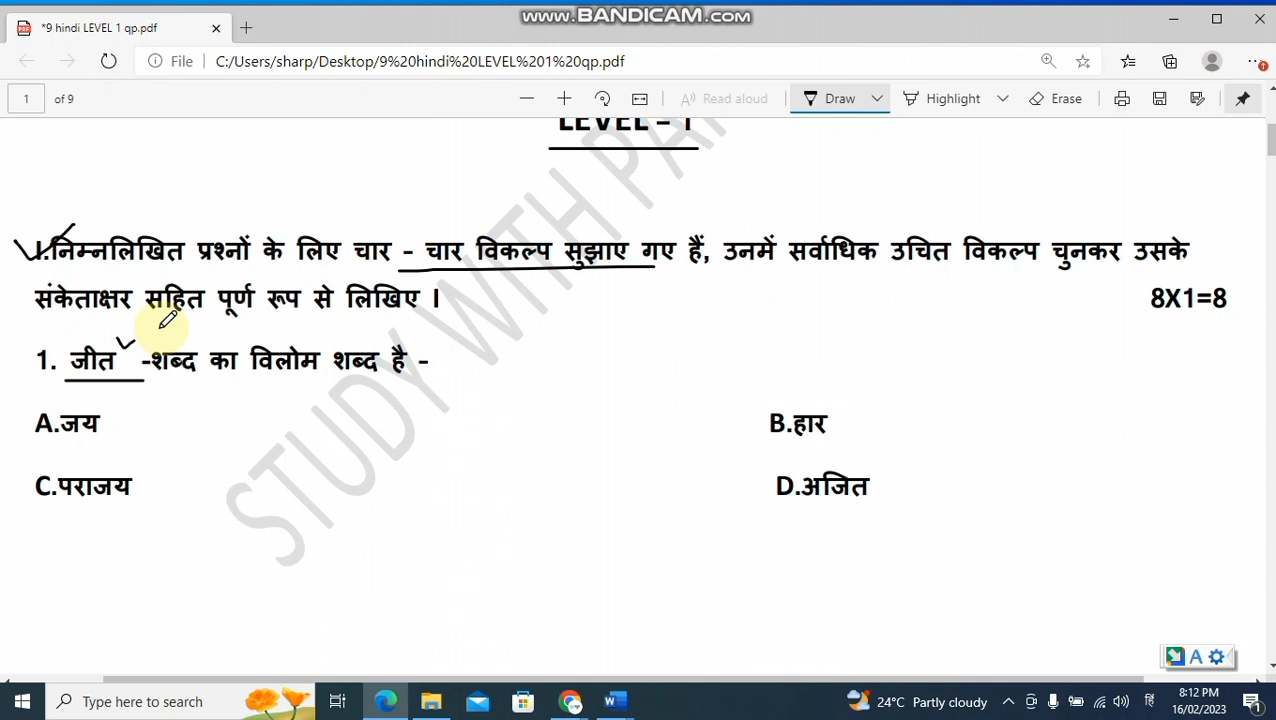 www.BANDICAM.com
*9 hindi LEVEL 1 qp.pdf
File C:/Users/sharp/Desktop/9%20hindi%20LEVEL%201%20qp.pdf
1 of 9 Read aloud Draw Highlight Erase
LEVEL – 1
I.निम्नलिखित प्रश्नों के लिए चार - चार विकल्प सुझाए गए हैं, उनमें सर्वाधिक उचित विकल्प चुनकर उसके
संकेताक्षर सहित पूर्ण रूप से लिखिए I 8X1=8
1. जीत -शब्द का विलोम शब्द है -
A.जय B.हार
C.पराजय D.अजित
STUDY WITH
A
Type here to search 24°C Partly cloudy हिं 8:12 PM
16/02/2023